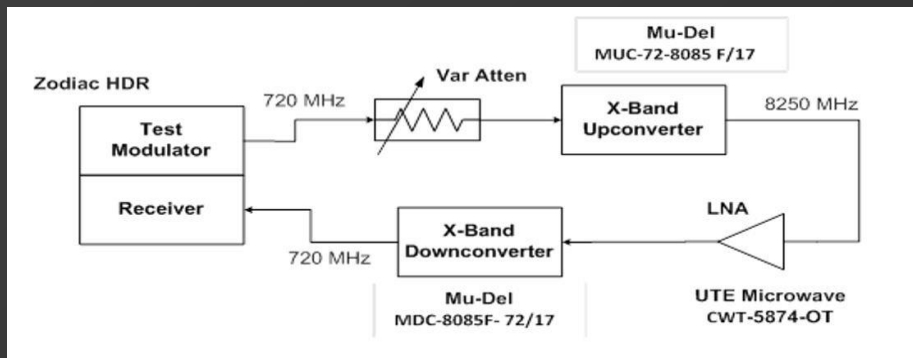 Mu-Del
MUC-72-8085 F/17
Zodiac HDR
Var Atten
720 MHz
8250 MHz
Test
Modulator
X-Band
Upconverter
Receiver
LNA
X-Band
Downconverter
720 MHz
Mu-Del
MDC-8085F- 72/17
UTE Microwave
CWT-5874-OT